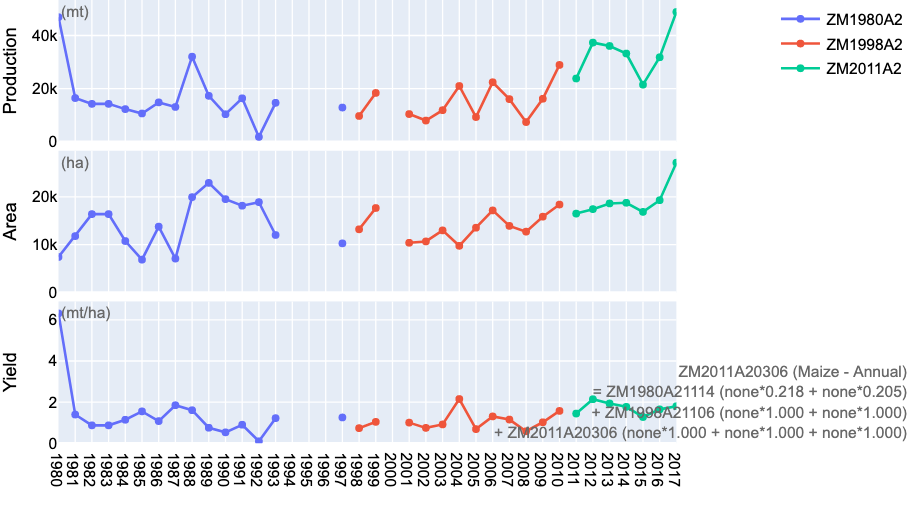 (mt)
Production
40k
20k
0
ZM1980A2
ZM1998A2
ZM2011A2
(ha)
Area
20k
10k
0
(mt/ha)
Yield
6
4
2
0
ZM2011A20306 (Maize - Annual)
= ZM1980A21114 (none*0.218 + none*0.205)
+ ZM1998A21106 (none*1.000 + none*1.000)
+ ZM2011A20306 (none*1.000 + none*1.000 + none*1.000)
1980
1981
1982
1983
1984
1985
1986
1987
1988
1989
1990
1991
1992
1993
1994
1995
1996
1997
1998
1999
2000
2001
2002
2003
2004
2005
2006
2007
2008
2009
2010
2011
2012
2013
2014
2015
2016
2017